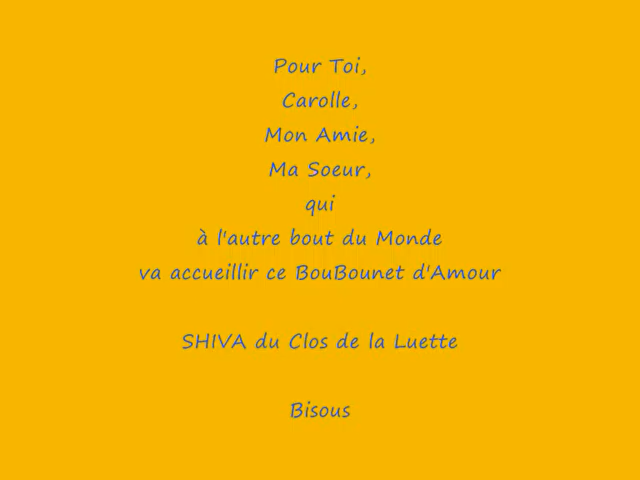 Pour Toi,
Carolle,
Mon Amie,
Ma Soeur,
qui
à l'autre bout du Monde
va accueillir ce BouBounet d'Amour
SHIVA du Clos de la Luette
Bisous